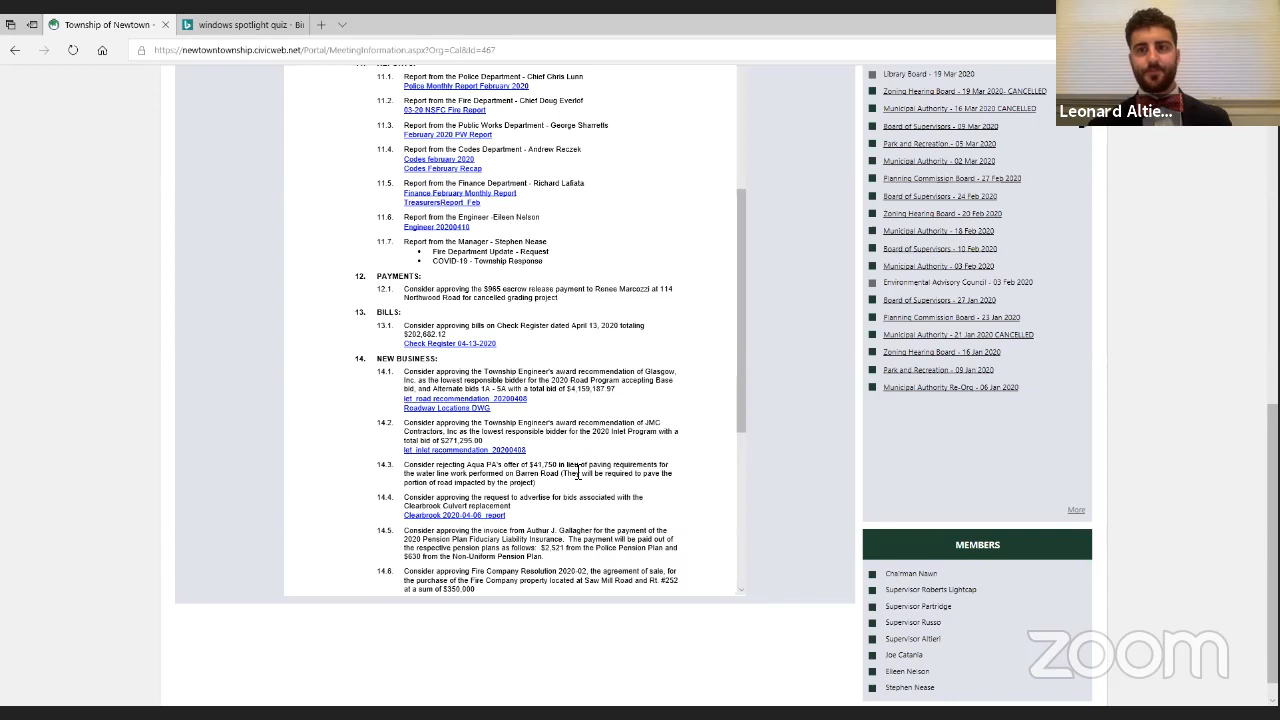 Township of Newtown -
windows spotlight quiz - Bin
https://newtowntownship.civicweb.net/Portal/MeetingInformation.aspx?Org=Cal&Id=467
Leonard Altie...
11.1. Report from the Police Department - Chief Chris Lunn
Police Monthly Report February 2020
11.2. Report from the Fire Department - Chief Doug Everlof
03-20 NSFC Fire Report
11.3. Report from the Public Works Department - George Sharretts
February 2020 PW Report
11.4. Report from the Codes Department - Andrew Reczek
Codes february 2020
Codes February Recap
11.5. Report from the Finance Department - Richard Lafiata
Finance February Monthly Report
TreasurersReport_Feb
11.6. Report from the Engineer -Eileen Nelson
Engineer 20200410
11.7. Report from the Manager - Stephen Nease
• Fire Department Update - Request
• COVID-19 - Township Response
12. PAYMENTS:
12.1. Consider approving the $965 escrow release payment to Renee Marcozzi at 114
Northwood Road for cancelled grading project
13. BILLS:
13.1. Consider approving bills on Check Register dated April 13, 2020 totaling
$202,682.12
Check Register 04-13-2020
14. NEW BUSINESS:
14.1. Consider approving the Township Engineer's award recommendation of Glasgow,
Inc. as the lowest responsible bidder for the 2020 Road Program accepting Base
bid, and Alternate bids 1A - 5A with a total bid of $4,159,187.97
let_road recommendation_20200408
Roadway Locations DWG
14.2. Consider approving the Township Engineer's award recommendation of JMC
Contractors, Inc as the lowest responsible bidder for the 2020 Inlet Program with a
total bid of $271,295.00
let_inlet recommendation_20200408
14.3. Consider rejecting Aqua PA's offer of $41,750 in lieu of paving requirements for
the water line work performed on Barren Road (They will be required to pave the
portion of road impacted by the project)
14.4. Consider approving the request to advertise for bids associated with the
Clearbrook Culvert replacement
Clearbrook 2020-04-06_report
14.5. Consider approving the invoice from Authur J. Gallagher for the payment of the
2020 Pension Plan Fiduciary Liability Insurance. The payment will be paid out of
the respective pension plans as follows: $2,521 from the Police Pension Plan and
$630 from the Non-Uniform Pension Plan.
14.6. Consider approving Fire Company Resolution 2020-02, the agreement of sale, for
the purchase of the Fire Company property located at Saw Mill Road and Rt. #252
at a sum of $350,000
Library Board - 19 Mar 2020
Zoning Hearing Board - 19 Mar 2020- CANCELLED
Municipal Authority - 16 Mar 2020 CANCELLED
Board of Supervisors - 09 Mar 2020
Park and Recreation - 05 Mar 2020
Municipal Authority - 02 Mar 2020
Planning Commission Board - 27 Feb 2020
Board of Supervisors - 24 Feb 2020
Zoning Hearing Board - 20 Feb 2020
Municipal Authority - 18 Feb 2020
Board of Supervisors - 10 Feb 2020
Municipal Authority - 03 Feb 2020
Environmental Advisory Council - 03 Feb 2020
Board of Supervisors - 27 Jan 2020
Planning Commission Board - 23 Jan 2020
Municipal Authority - 21 Jan 2020 CANCELLED
Zoning Hearing Board - 16 Jan 2020
Park and Recreation - 09 Jan 2020
Municipal Authority Re-Org - 06 Jan 2020
More
MEMBERS
Chairman Nawn
Supervisor Roberts Lightcap
Supervisor Partridge
Supervisor Russo
Supervisor Altieri
Joe Catania
Eileen Nelson
Stephen Nease
zoom